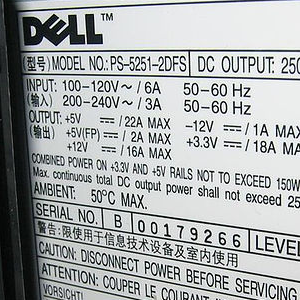 DELL
(型号) MODEL NO.: PS-5251-2DFS DC OUTPUT: 250
INPUT: 100-120V~/ 6A 50-60 Hz
(输入) 200-240V~/ 3A 50-60 Hz
OUTPUT: +5V ⎓/ 22A MAX -12V ⎓/ 1A MAX
(输出) +5V(FP) ⎓/ 2A MAX +3.3V ⎓/ 18A MA
+12V ⎓/ 16A MAX
COMBINED POWER ON +3.3V AND +5V RAILS NOT TO EXCEED 150W
Max. continuous total DC output power shall not exceed 25
AMBIENT: 50°C MAX.
SERIAL NO. B 00179266 LEVEL
警告:限使用于信息技术设备及室内使用
CAUTION: DISCONNECT POWER BEFORE SERVICING
ATTENTION: COUPER LE COURANT
VORSICHT!